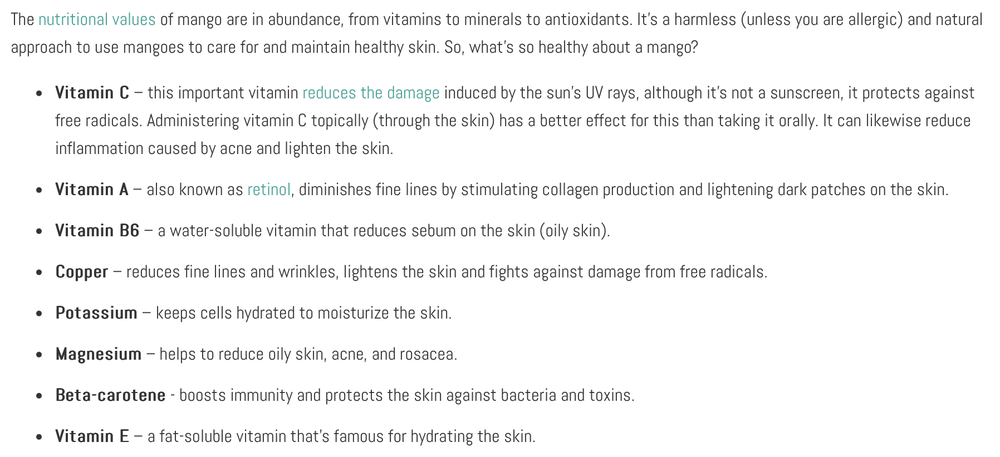 The nutritional values of mango are in abundance, from vitamins to minerals to antioxidants. It's a harmless (unless you are allergic) and natural
approach to use mangoes to care for and maintain healthy skin. So, what's so healthy about a mango?
• Vitamin C – this important vitamin reduces the damage induced by the sun's UV rays, although it's not a sunscreen, it protects against
free radicals. Administering vitamin C topically (through the skin) has a better effect for this than taking it orally. It can likewise reduce
inflammation caused by acne and lighten the skin.
• Vitamin A – also known as retinol, diminishes fine lines by stimulating collagen production and lightening dark patches on the skin.
• Vitamin B6 – a water-soluble vitamin that reduces sebum on the skin (oily skin).
• Copper – reduces fine lines and wrinkles, lightens the skin and fights against damage from free radicals.
• Potassium – keeps cells hydrated to moisturize the skin.
• Magnesium – helps to reduce oily skin, acne, and rosacea.
• Beta-carotene - boosts immunity and protects the skin against bacteria and toxins.
• Vitamin E – a fat-soluble vitamin that's famous for hydrating the skin.